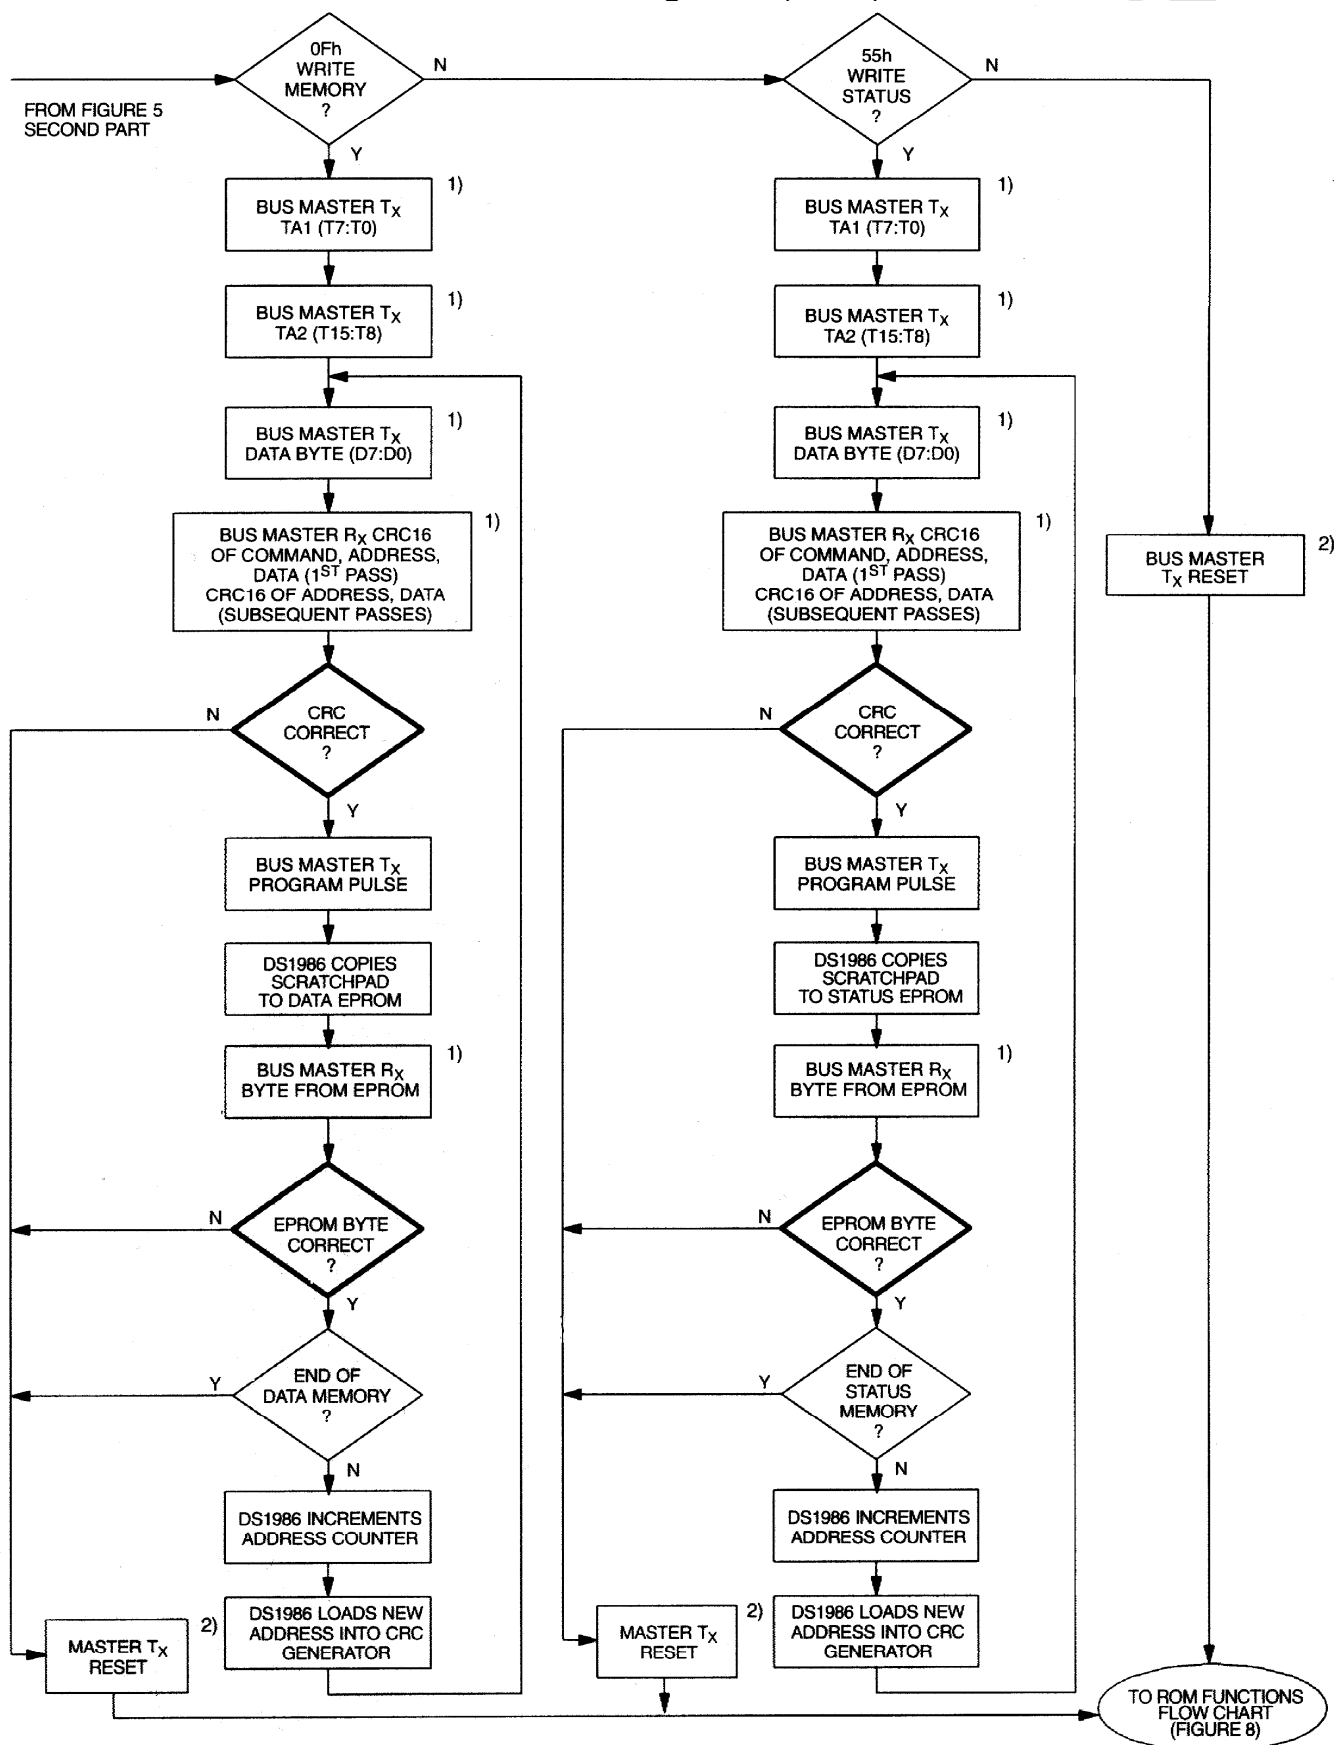 0Fh
WRITE
MEMORY
?
N
Y
FROM FIGURE 5
SECOND PART
55h
WRITE
STATUS
?
N
Y
BUS MASTER TX
TA1 (T7:T0)
1)
BUS MASTER TX
TA2 (T15:T8)
1)
BUS MASTER TX
DATA BYTE (D7:D0)
1)
BUS MASTER RX CRC16
OF COMMAND, ADDRESS,
DATA (1ST PASS)
CRC16 OF ADDRESS, DATA
(SUBSEQUENT PASSES)
1)
CRC
CORRECT
?
N
Y
BUS MASTER TX
PROGRAM PULSE
DS1986 COPIES
SCRATCHPAD
TO DATA EPROM
BUS MASTER RX
BYTE FROM EPROM
1)
EPROM BYTE
CORRECT
?
N
Y
END OF
DATA MEMORY
?
Y
N
DS1986 INCREMENTS
ADDRESS COUNTER
DS1986 LOADS NEW
ADDRESS INTO CRC
GENERATOR
MASTER TX
RESET
2)
BUS MASTER TX
TA1 (T7:T0)
1)
BUS MASTER TX
TA2 (T15:T8)
1)
BUS MASTER TX
DATA BYTE (D7:D0)
1)
BUS MASTER RX CRC16
OF COMMAND, ADDRESS,
DATA (1ST PASS)
CRC16 OF ADDRESS, DATA
(SUBSEQUENT PASSES)
1)
CRC
CORRECT
?
N
Y
BUS MASTER TX
PROGRAM PULSE
DS1986 COPIES
SCRATCHPAD
TO STATUS EPROM
BUS MASTER RX
BYTE FROM EPROM
1)
EPROM BYTE
CORRECT
?
N
Y
END OF
STATUS
MEMORY
?
Y
N
DS1986 INCREMENTS
ADDRESS COUNTER
DS1986 LOADS NEW
ADDRESS INTO CRC
GENERATOR
MASTER TX
RESET
2)
BUS MASTER
TX RESET
2)
TO ROM FUNCTIONS
FLOW CHART
(FIGURE 8)